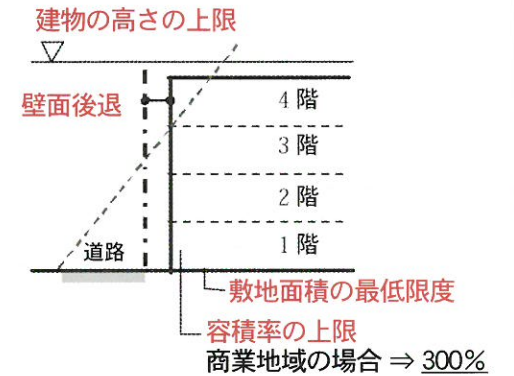 建物の高さの上限
壁面後退
4階
3階
2階
1階
道路
敷地面積の最低限度
容積率の上限
商業地域の場合 ⇒ 300%